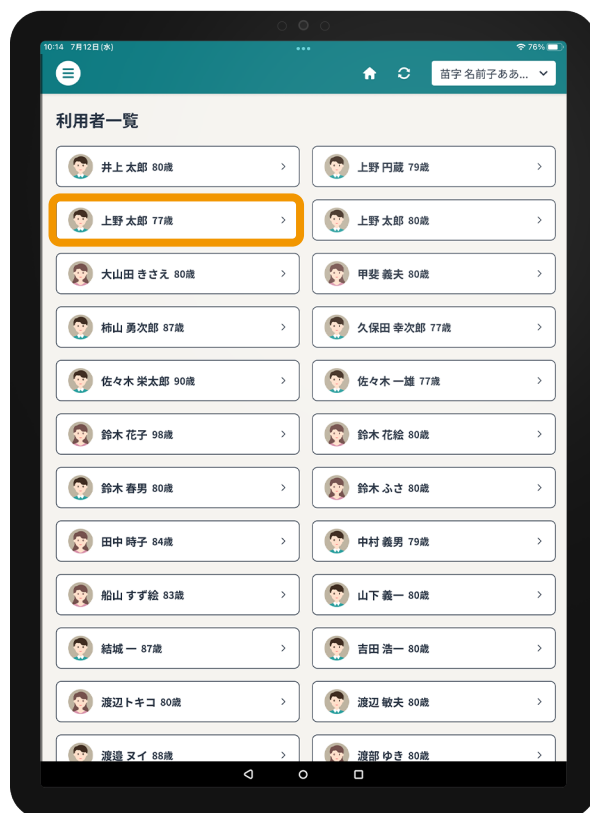 10:14 7月12日(水)
76%
苗字 名前子ああ...
利用者一覧
井上 太郎 80歳
上野 円蔵 79歳
上野 太郎 77歳
上野 太郎 80歳
大山田 きさえ 80歳
甲斐 義夫 80歳
柿山 勇次郎 87歳
久保田 幸次郎 77歳
佐々木 栄太郎 90歳
佐々木 一雄 77歳
鈴木 花子 98歳
鈴木 花絵 80歳
鈴木 春男 80歳
鈴木 ふさ 80歳
田中 時子 84歳
中村 義男 79歳
船山 すず絵 83歳
山下 義一 80歳
結城 一 87歳
吉田 浩一 80歳
渡辺トキコ 80歳
渡辺 敏夫 80歳
渡邉 ヌイ 88歳
渡部 ゆき 80歳